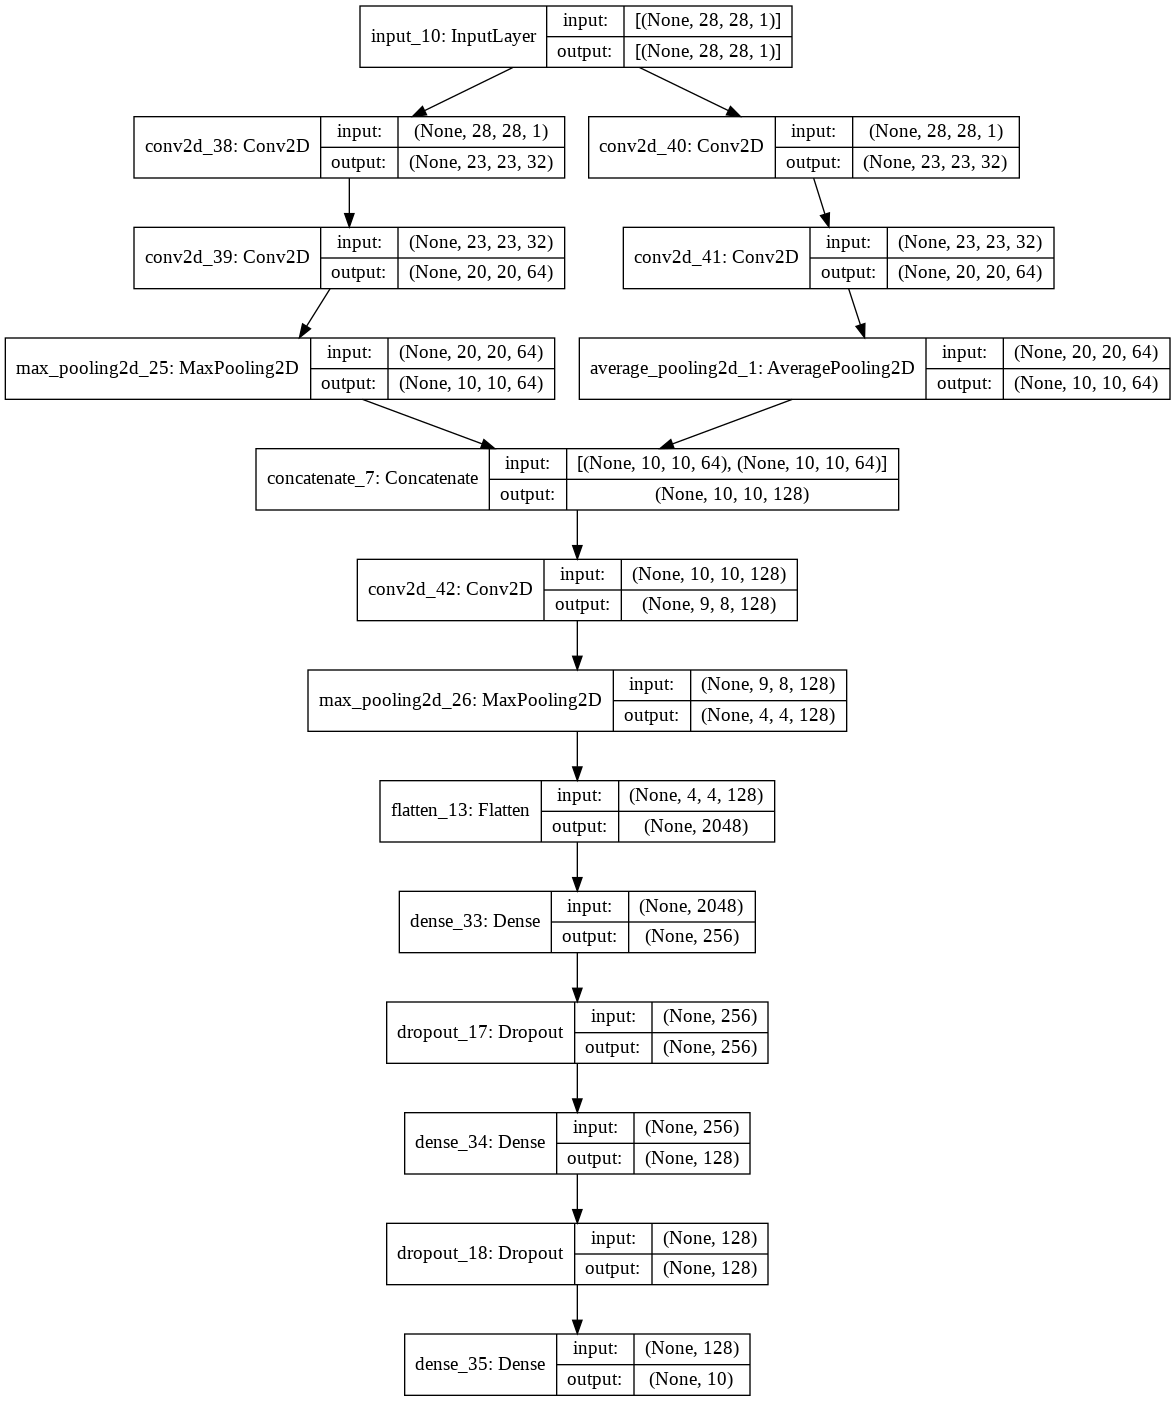 input_10: InputLayer
input: [(None, 28, 28, 1)]
output: [(None, 28, 28, 1)]
conv2d_38: Conv2D
input: (None, 28, 28, 1)
output: (None, 23, 23, 32)
conv2d_40: Conv2D
input: (None, 28, 28, 1)
output: (None, 23, 23, 32)
conv2d_39: Conv2D
input: (None, 23, 23, 32)
output: (None, 20, 20, 64)
conv2d_41: Conv2D
input: (None, 23, 23, 32)
output: (None, 20, 20, 64)
max_pooling2d_25: MaxPooling2D
input: (None, 20, 20, 64)
output: (None, 10, 10, 64)
average_pooling2d_1: AveragePooling2D
input: (None, 20, 20, 64)
output: (None, 10, 10, 64)
concatenate_7: Concatenate
input: [(None, 10, 10, 64), (None, 10, 10, 64)]
output: (None, 10, 10, 128)
conv2d_42: Conv2D
input: (None, 10, 10, 128)
output: (None, 9, 8, 128)
max_pooling2d_26: MaxPooling2D
input: (None, 9, 8, 128)
output: (None, 4, 4, 128)
flatten_13: Flatten
input: (None, 4, 4, 128)
output: (None, 2048)
dense_33: Dense
input: (None, 2048)
output: (None, 256)
dropout_17: Dropout
input: (None, 256)
output: (None, 256)
dense_34: Dense
input: (None, 256)
output: (None, 128)
dropout_18: Dropout
input: (None, 128)
output: (None, 128)
dense_35: Dense
input: (None, 128)
output: (None, 10)